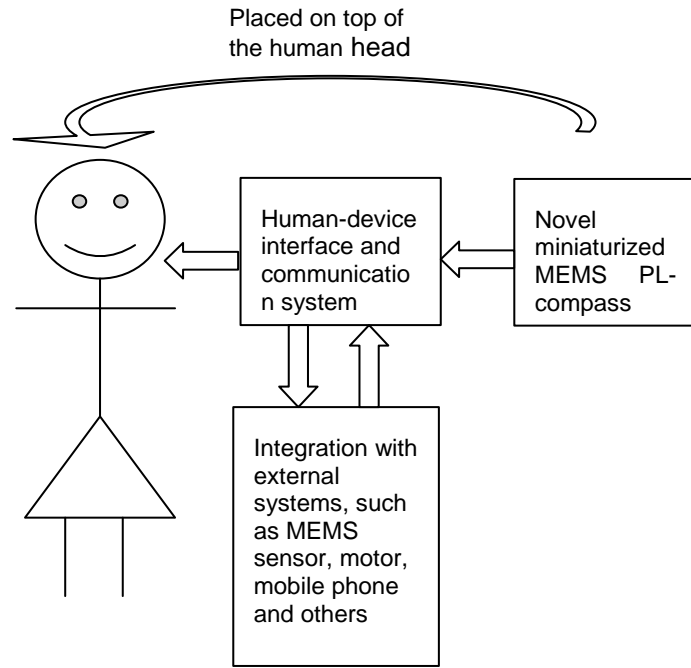 Placed on top of
the human head
Human-device
interface and
communicatio
n system
Novel
miniaturized
MEMS PL-
compass
Integration with
external
systems, such
as MEMS
sensor, motor,
mobile phone
and others